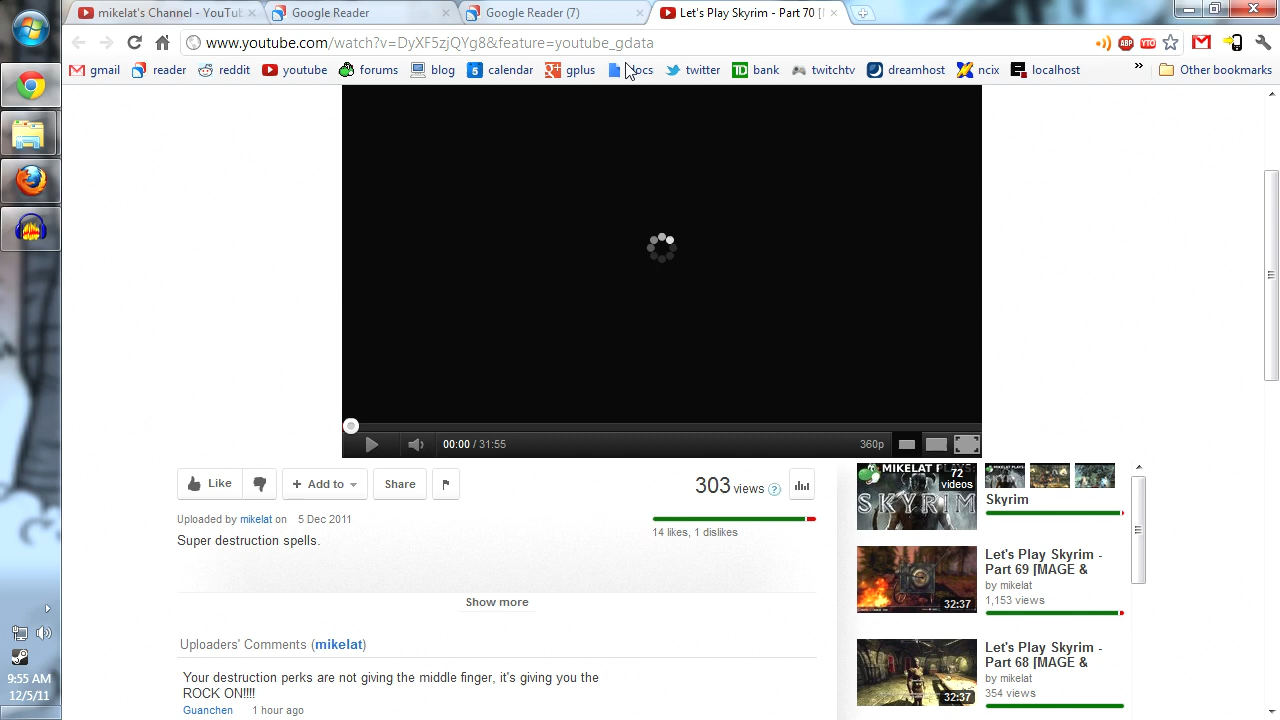 mikelat's Channel - YouTub
Google Reader
Google Reader (7)
Let's Play Skyrim - Part 70 [
www.youtube.com/watch?v=DyXF5zjQYg8&feature=youtube_gdata
ABP
YTO
gmail
reader
reddit
youtube
forums
blog
5
calendar
gplus
docs
twitter
TD
bank
twitchtv
dreamhost
ncix
localhost
»
Other bookmarks
00:00 / 31:55
360p
Like
+ Add to
Share
303 views
?
Uploaded by mikelat on 5 Dec 2011
14 likes, 1 dislikes
Super destruction spells.
Show more
Uploaders' Comments (mikelat)
Your destruction perks are not giving the middle finger, it's giving you the
ROCK ON!!!!
Guanchen 1 hour ago
MIKELAT PLAYS:
SKYRIM
72
videos
Skyrim
Let's Play Skyrim -
Part 69 [MAGE &
by mikelat
1,153 views
32:37
Let's Play Skyrim -
Part 68 [MAGE &
by mikelat
354 views
32:37
9:55 AM
12/5/11